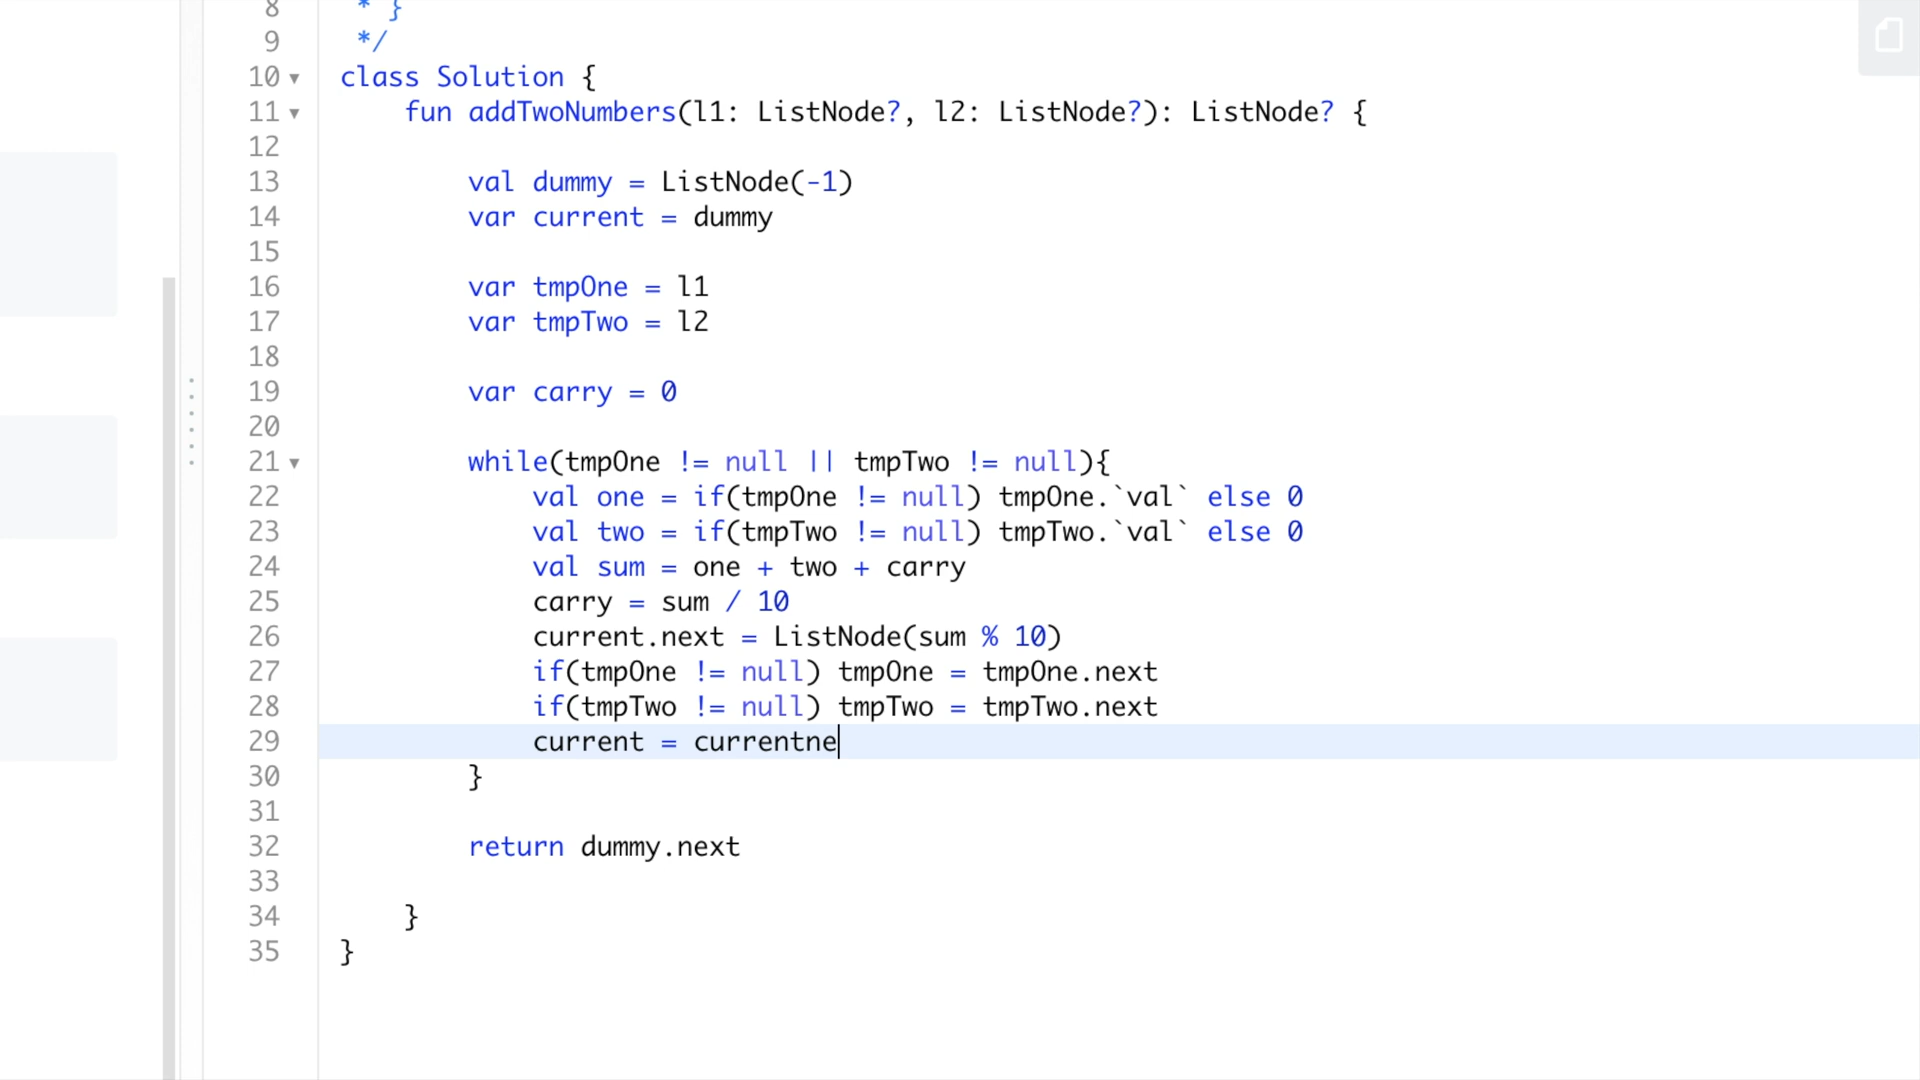 8 * }
9 */
10 class Solution {
11 fun addTwoNumbers(l1: ListNode?, l2: ListNode?): ListNode? {
12
13 val dummy = ListNode(-1)
14 var current = dummy
15
16 var tmpOne = l1
17 var tmpTwo = l2
18
19 var carry = 0
20
21 while(tmpOne != null || tmpTwo != null){
22 val one = if(tmpOne != null) tmpOne.`val` else 0
23 val two = if(tmpTwo != null) tmpTwo.`val` else 0
24 val sum = one + two + carry
25 carry = sum / 10
26 current.next = ListNode(sum % 10)
27 if(tmpOne != null) tmpOne = tmpOne.next
28 if(tmpTwo != null) tmpTwo = tmpTwo.next
29 current = currentne
30 }
31
32 return dummy.next
33
34 }
35 }